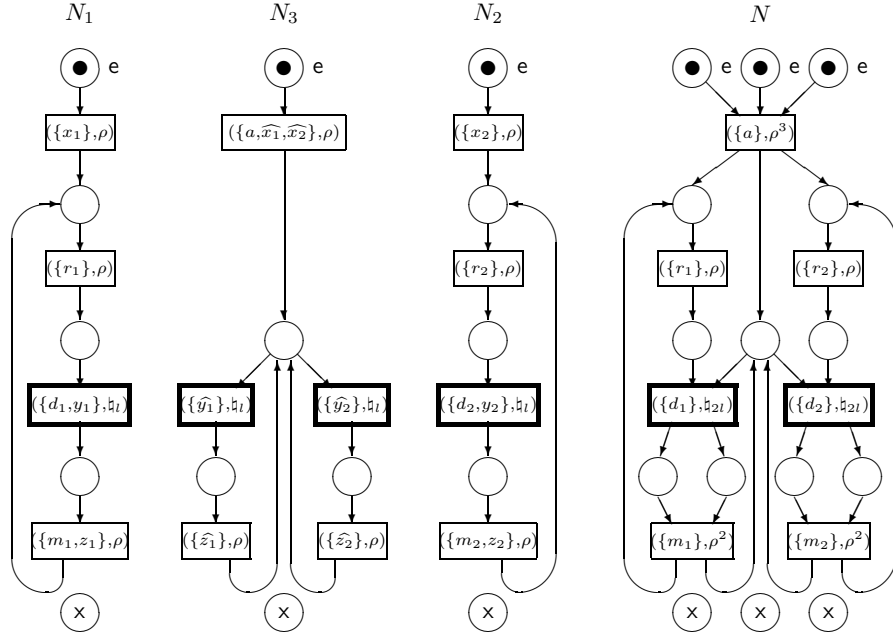 N₁ N₃ N₂ N
e e e e e e
({x₁},ρ) ({a,x̂₁,x̂₂},ρ) ({x₂},ρ) ({a},ρ³)
({r₁},ρ) ({r₂},ρ) ({r₁},ρ) ({r₂},ρ)
({d₁,y₁},♮ₗ) ({ŷ₁},♮ₗ) ({ŷ₂},♮ₗ) ({d₂,y₂},♮ₗ) ({d₁},♮₂ₗ) ({d₂},♮₂ₗ)
({m₁,z₁},ρ) ({ẑ₁},ρ) ({ẑ₂},ρ) ({m₂,z₂},ρ) ({m₁},ρ²) ({m₂},ρ²)
x x x x x x